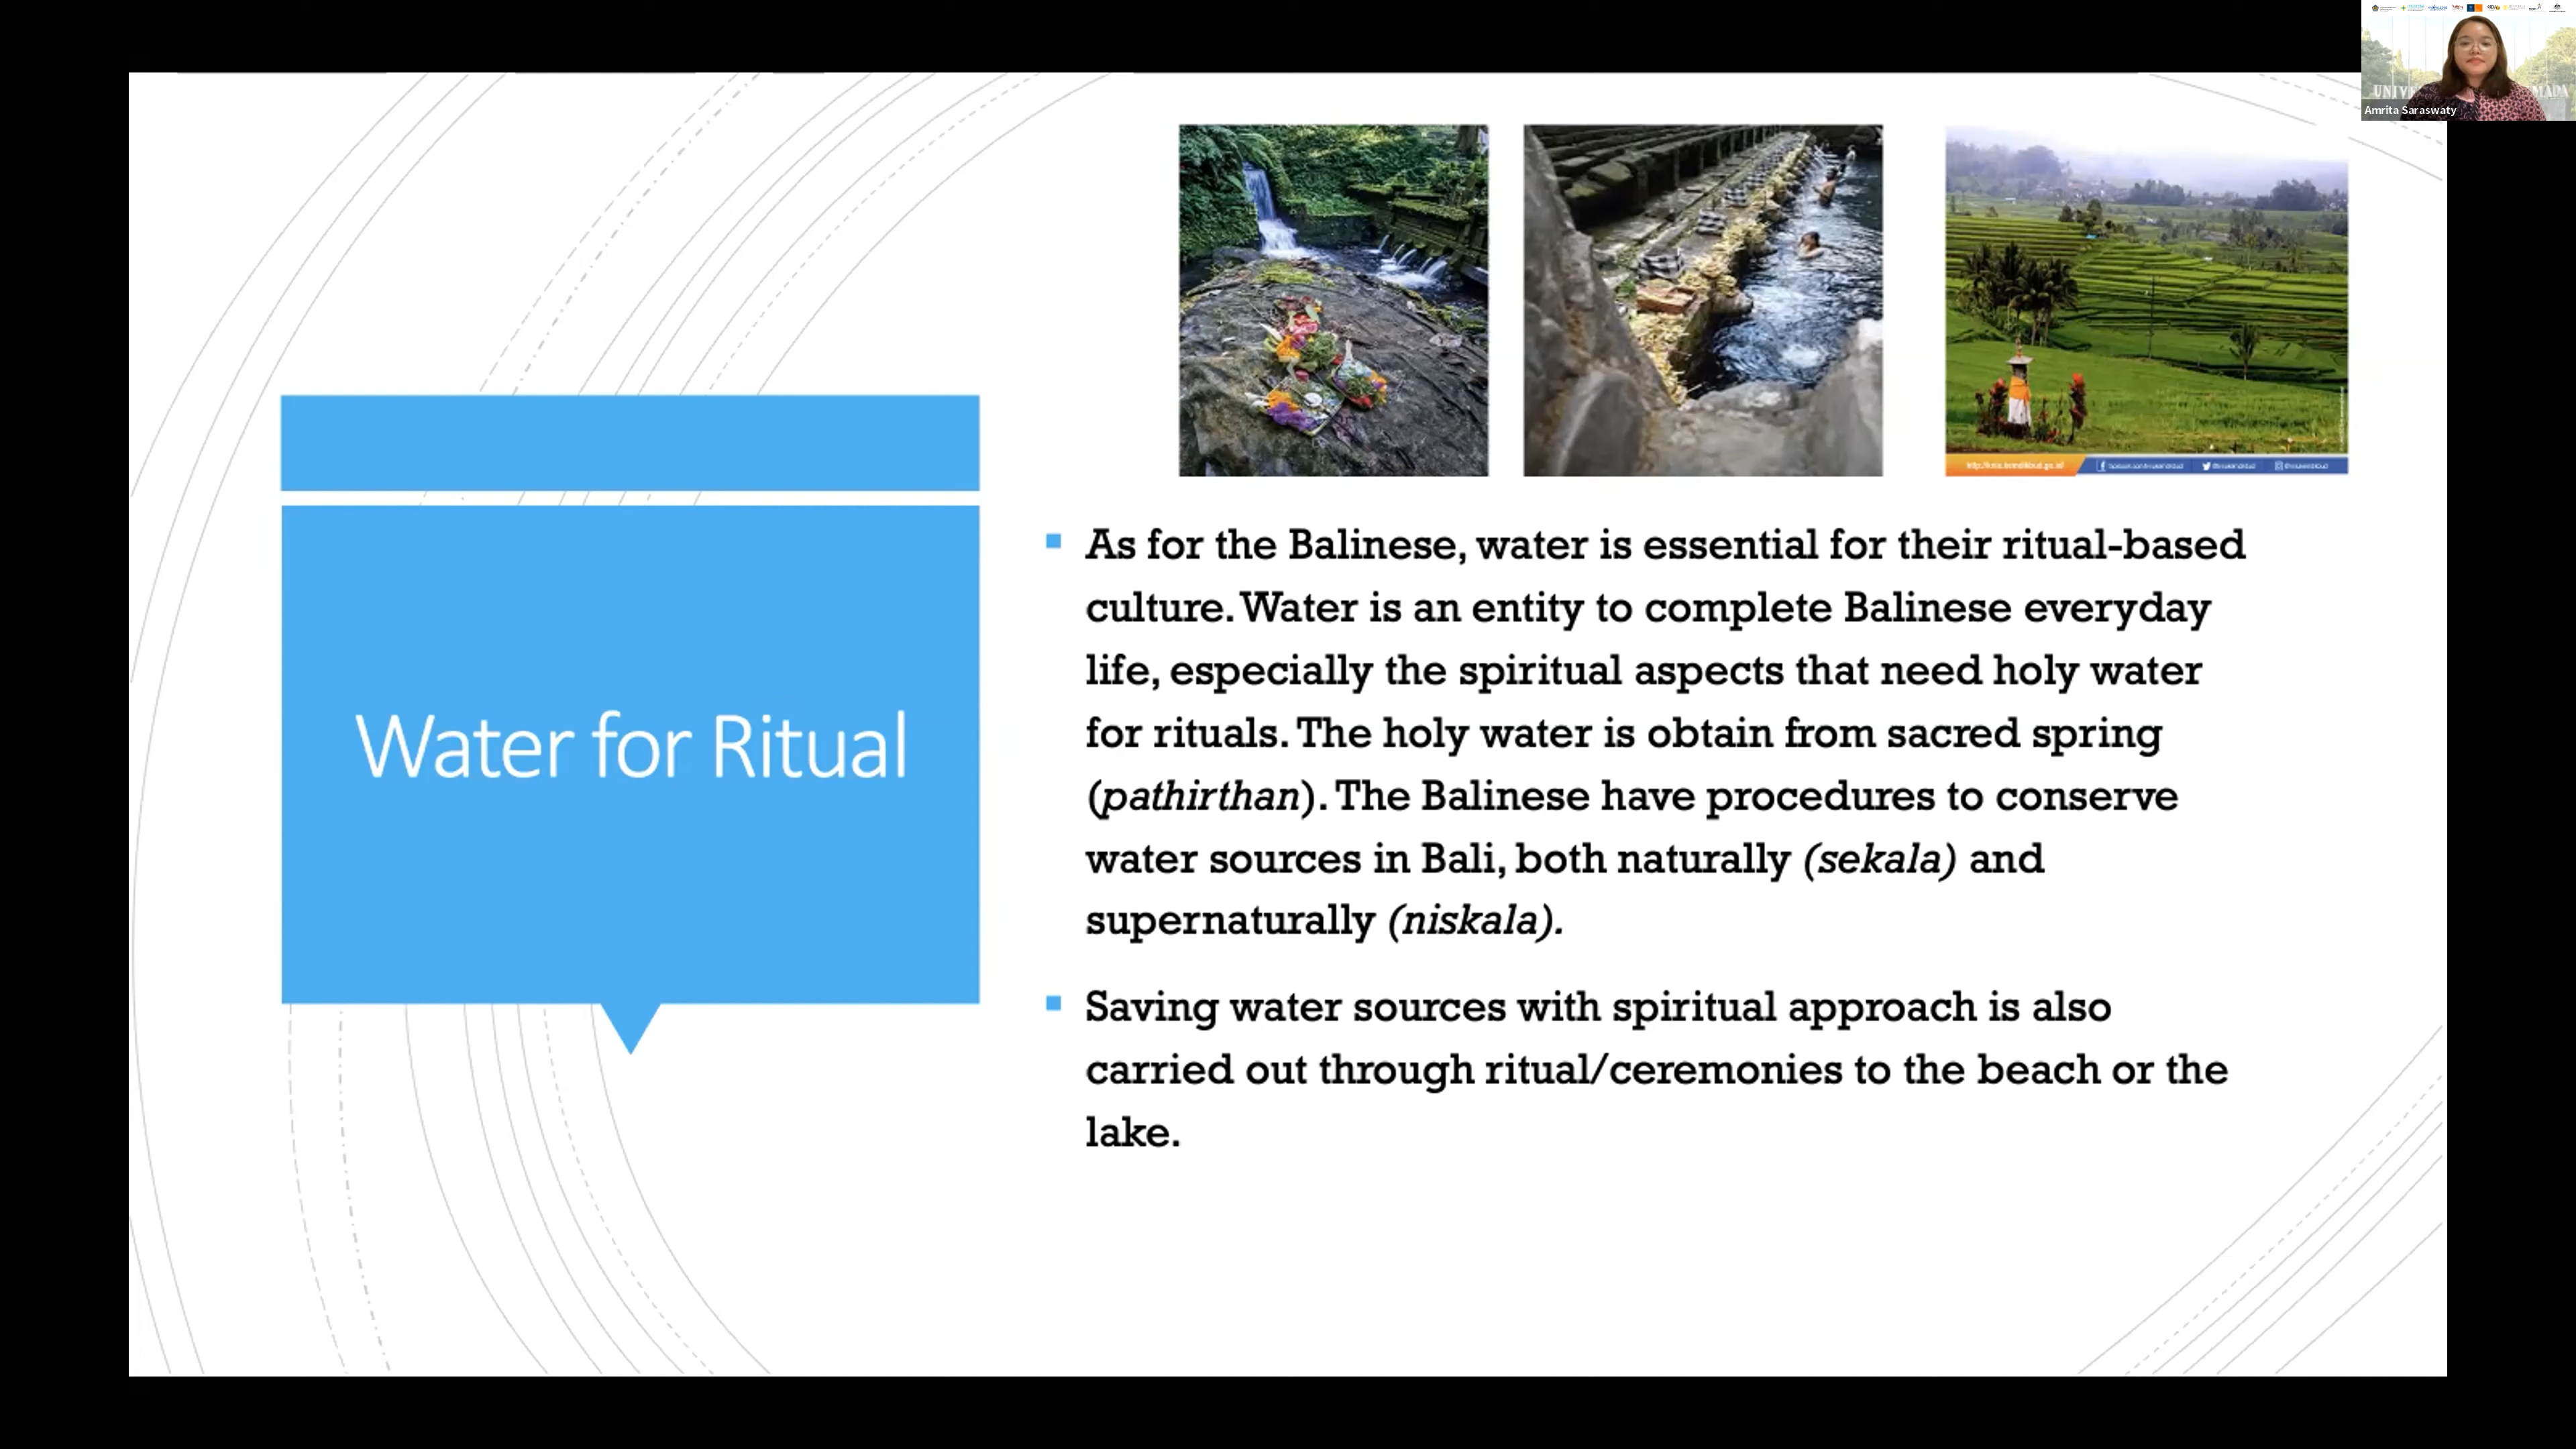 Amrita Saraswaty
Water for Ritual
As for the Balinese, water is essential for their ritual-based
culture. Water is an entity to complete Balinese everyday
life, especially the spiritual aspects that need holy water
for rituals. The holy water is obtain from sacred spring
(pathirthan). The Balinese have procedures to conserve
water sources in Bali, both naturally (sekala) and
supernaturally (niskala).
Saving water sources with spiritual approach is also
carried out through ritual/ceremonies to the beach or the
lake.